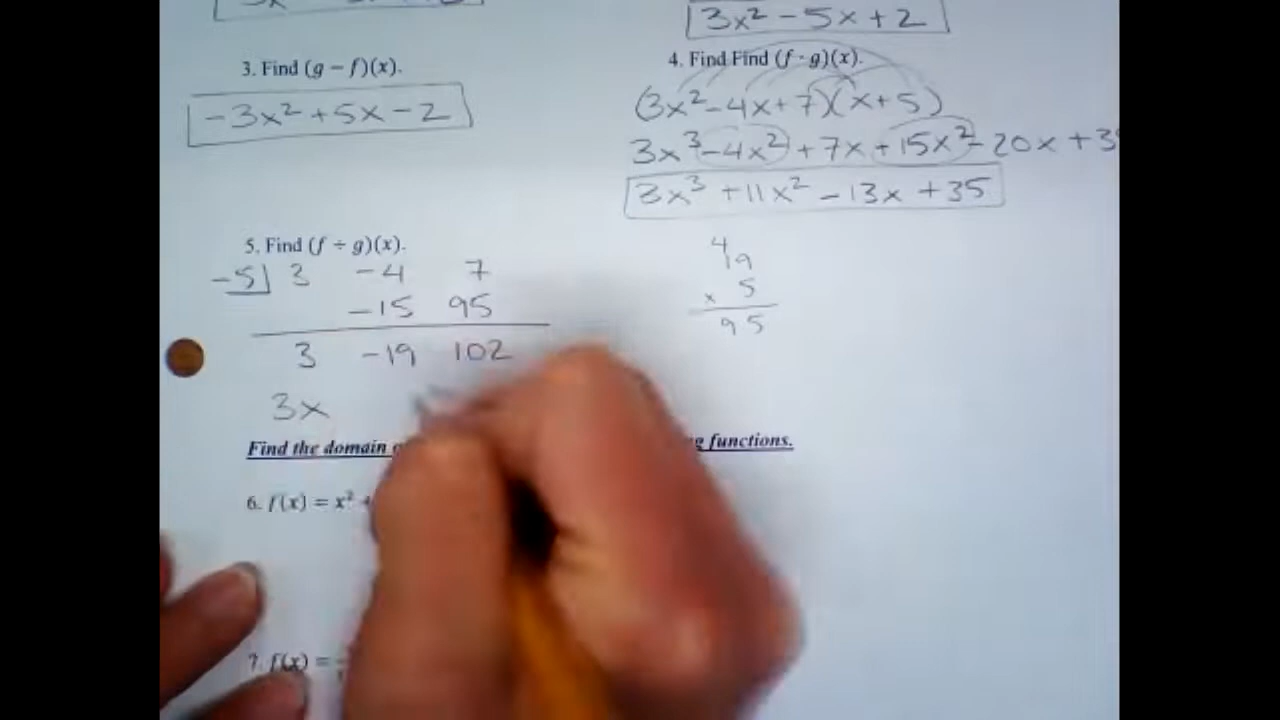 3x² - 5x + 2
3. Find (g − f)(x).
-3x² + 5x - 2
4. Find Find (f · g)(x).
(3x² - 4x + 7)(x + 5)
3x³ - 4x² + 7x + 15x² - 20x + 3
3x³ + 11x² - 13x + 35
5. Find (f ÷ g)(x).
-5 3 -4 7
-15 95
3 -19 102
3x
4
19
x 5
95
Find the domain functions.
6. f(x) = x² +
7. f(x) =